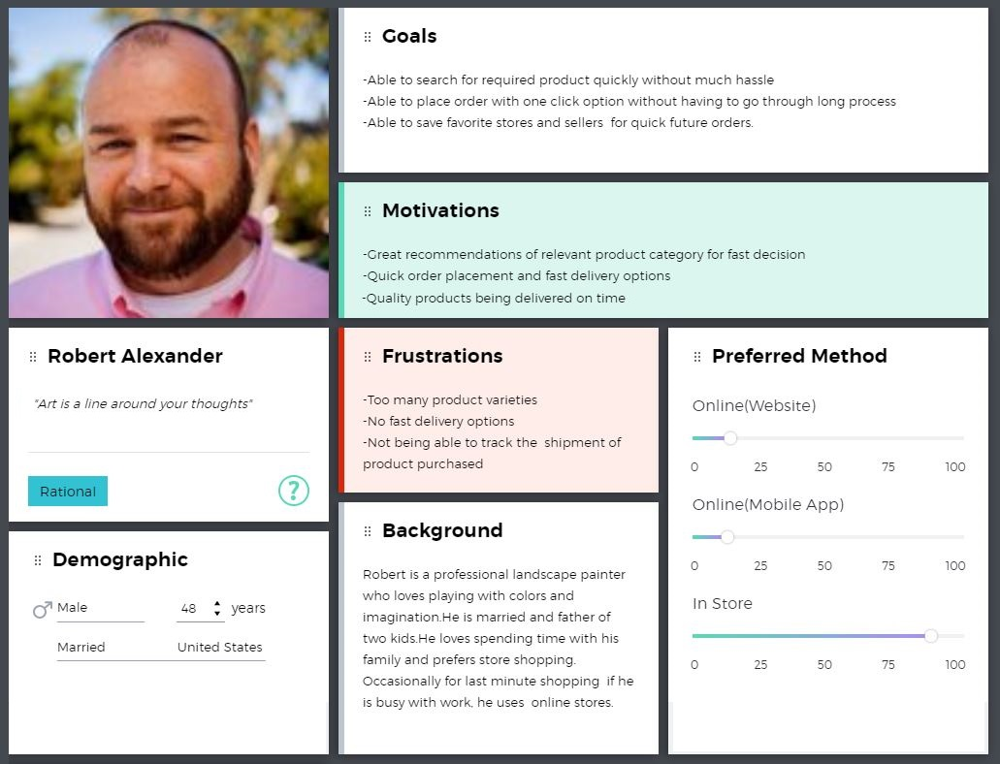 Goals
-Able to search for required product quickly without much hassle
-Able to place order with one click option without having to go through long process
-Able to save favorite stores and sellers  for quick future orders.
Motivations
-Great recommendations of relevant product category for fast decision
-Quick order placement and fast delivery options
-Quality products being delivered on time
Robert Alexander
"Art is a line around your thoughts"
Rational
?
Demographic
Male
48 years
Married
United States
Frustrations
-Too many product varieties
-No fast delivery options
-Not being able to track the  shipment of
product purchased
Background
Robert is a professional landscape painter
who loves playing with colors and
imagination.He is married and father of
two kids.He loves spending time with his
family and prefers store shopping.
Occasionally for last minute shopping  if he
is busy with work, he uses  online stores.
Preferred Method
Online(Website)
0 25 50 75 100
Online(Mobile App)
0 25 50 75 100
In Store
0 25 50 75 100